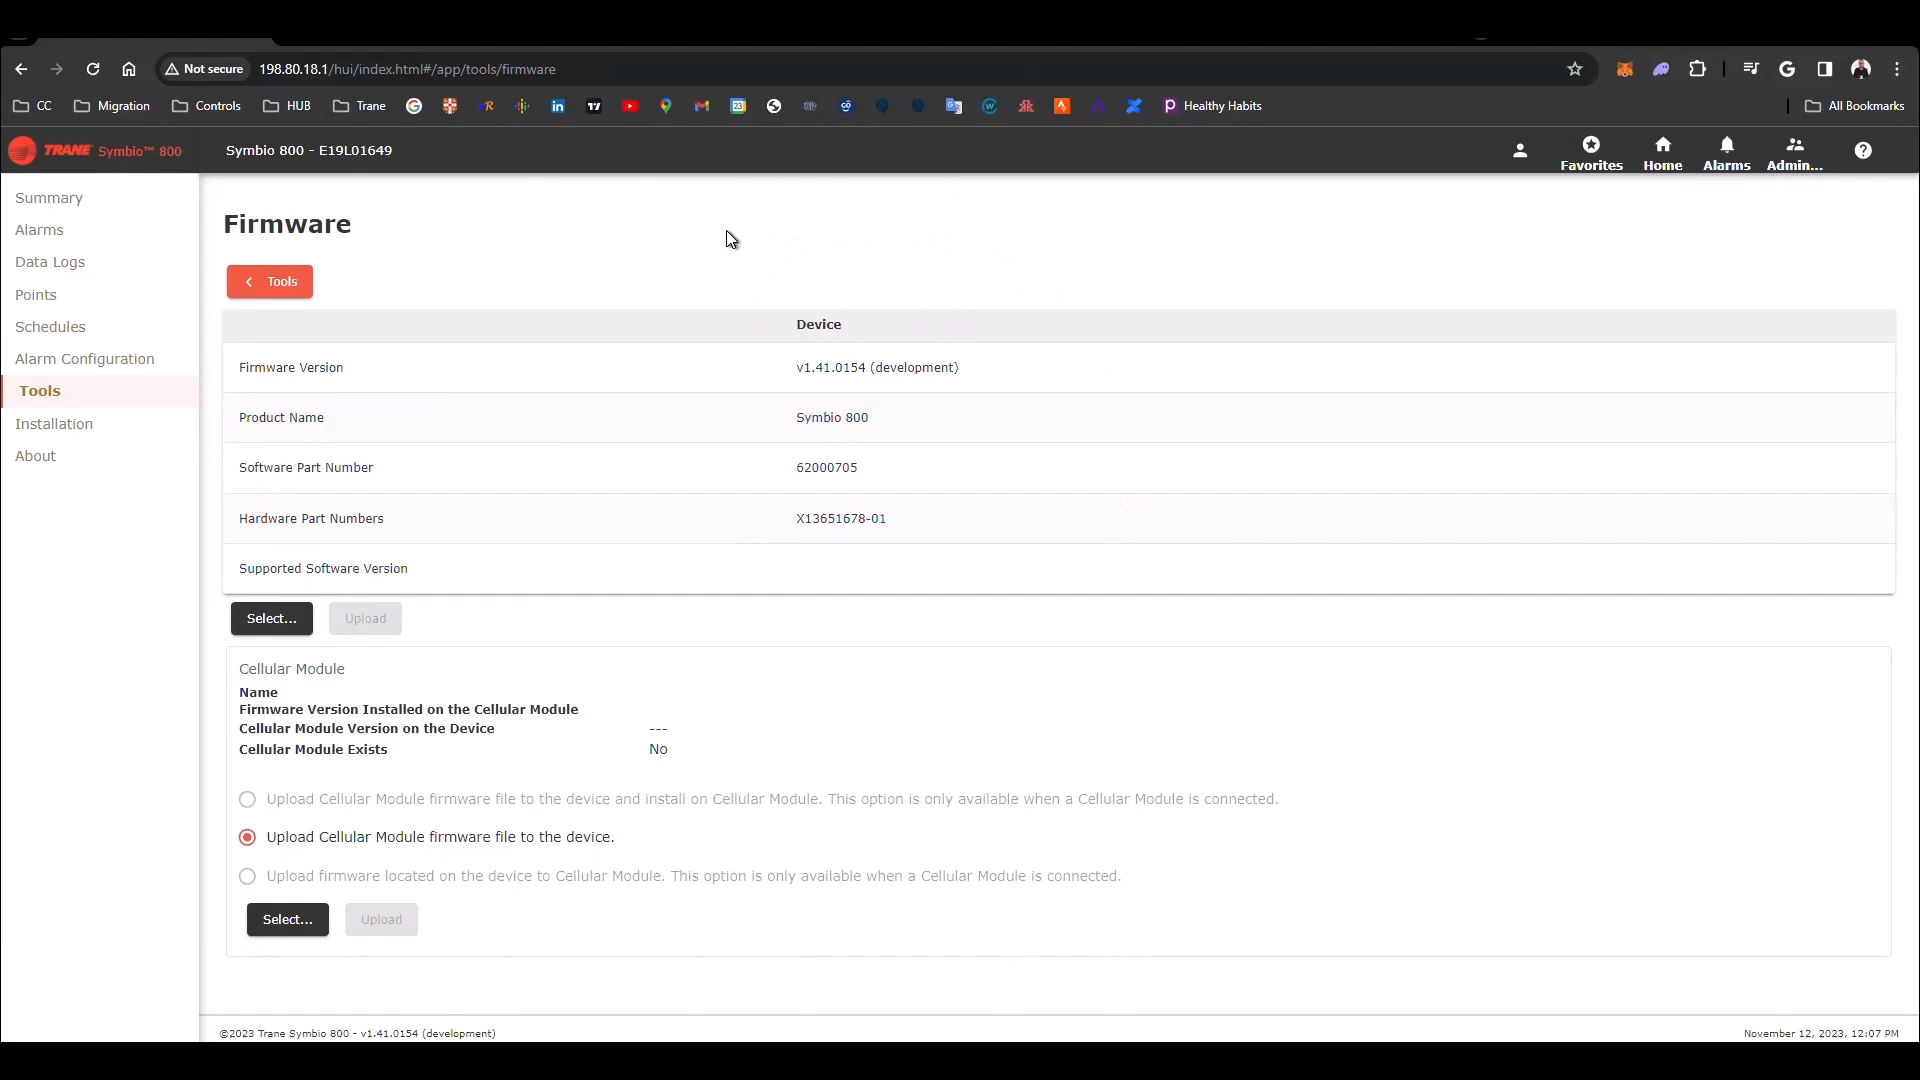 Not secure
198.80.18.1/hui/index.html#/app/tools/firmware
CC
Migration
Controls
HUB
Trane
Healthy Habits
All Bookmarks
TRANE Symbio™ 800
Symbio 800 - E19L01649
Favorites
Home
Alarms
Admin...
Summary
Alarms
Data Logs
Points
Schedules
Alarm Configuration
Tools
Installation
About
Firmware
Tools
Device
Firmware Version v1.41.0154 (development)
Product Name Symbio 800
Software Part Number 62000705
Hardware Part Numbers X13651678-01
Supported Software Version
Select... Upload
Cellular Module
Name
Firmware Version Installed on the Cellular Module
Cellular Module Version on the Device ---
Cellular Module Exists No
Upload Cellular Module firmware file to the device and install on Cellular Module. This option is only available when a Cellular Module is connected.
Upload Cellular Module firmware file to the device.
Upload firmware located on the device to Cellular Module. This option is only available when a Cellular Module is connected.
Select... Upload
©2023 Trane Symbio 800 - v1.41.0154 (development)
November 12, 2023, 12:07 PM